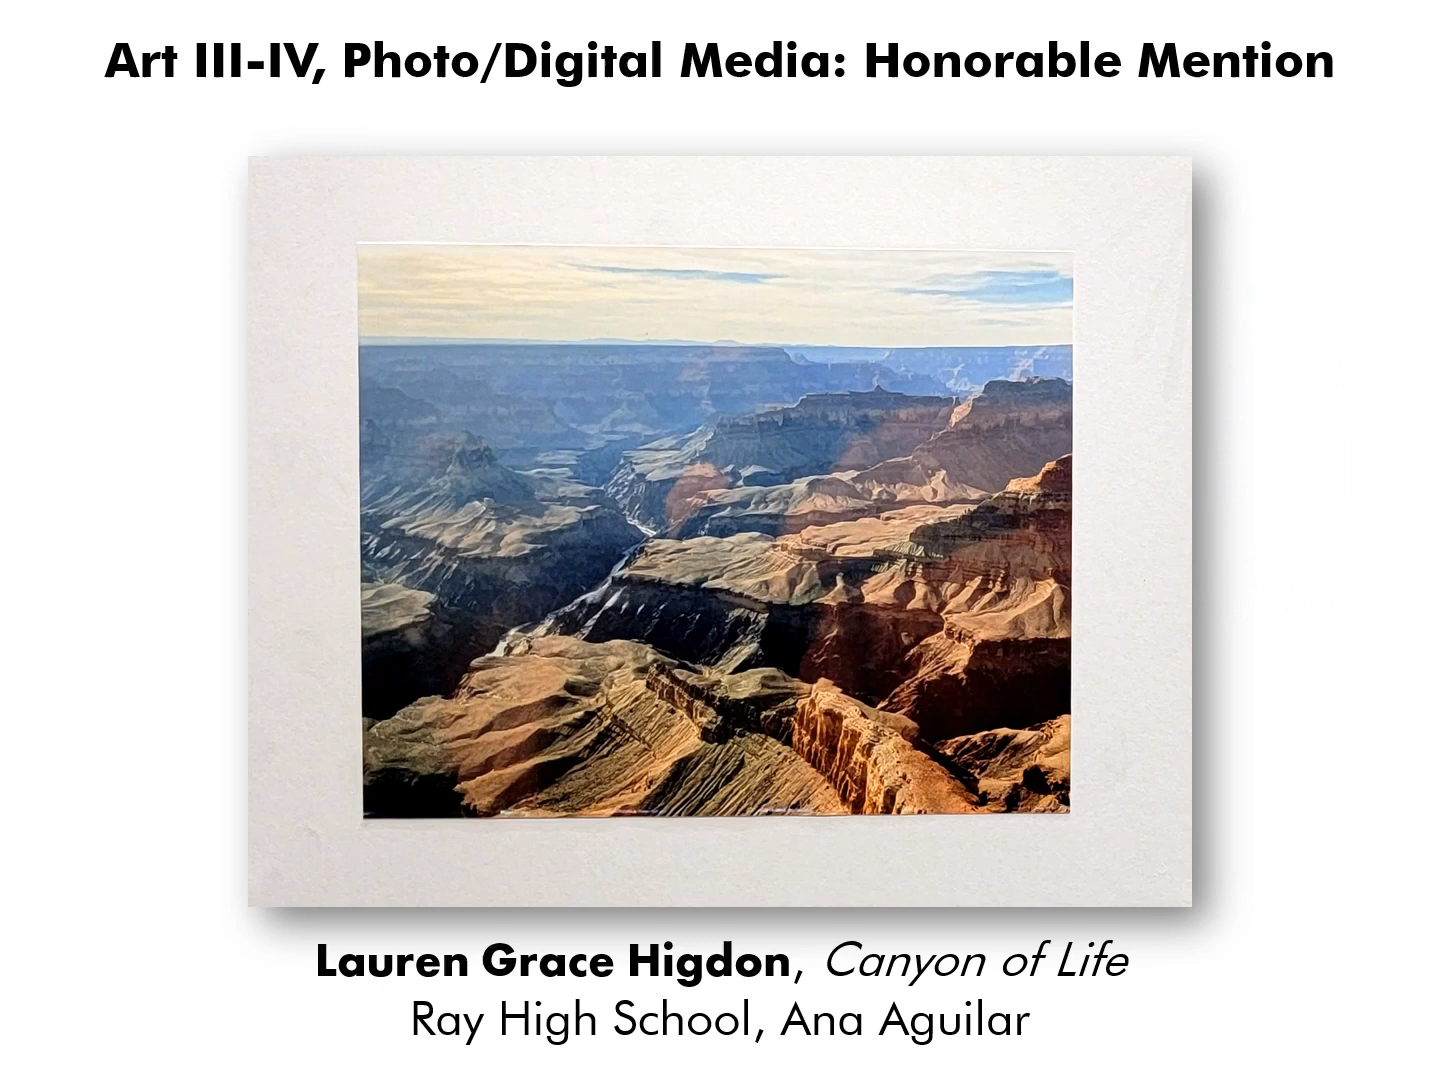 Art III-IV, Photo/Digital Media: Honorable Mention
Lauren Grace Higdon, Canyon of Life
Ray High School, Ana Aguilar